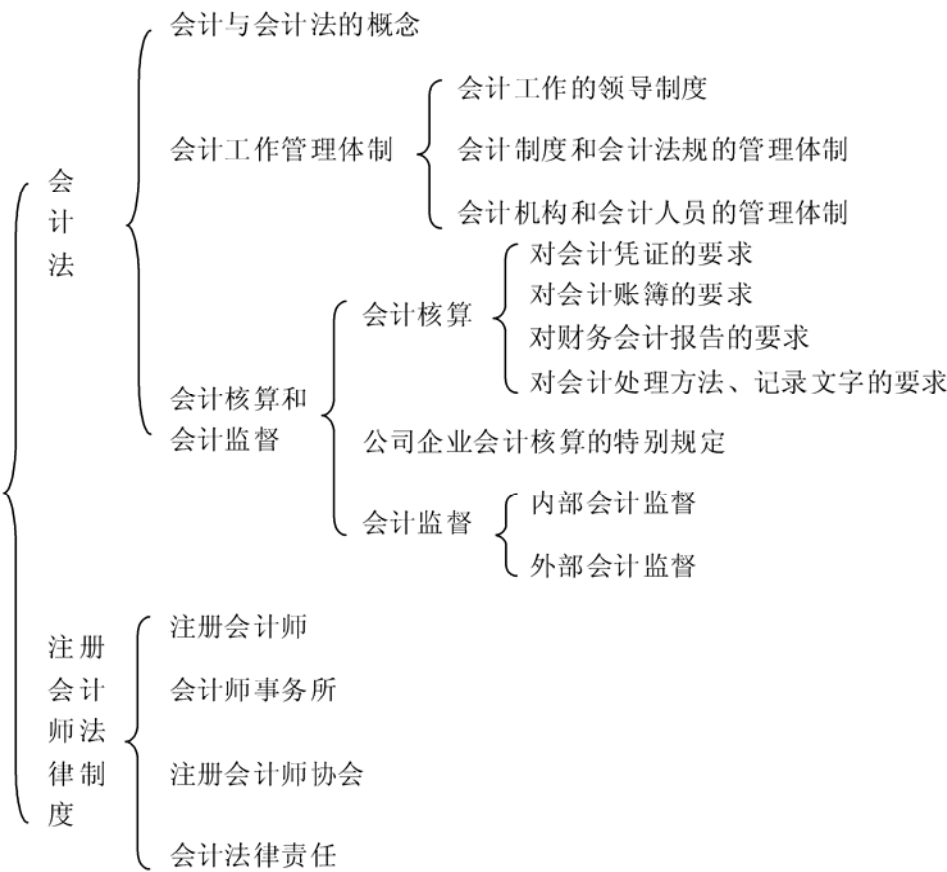 会计法
会计与会计法的概念
会计工作管理体制
会计工作的领导制度
会计制度和会计法规的管理体制
会计机构和会计人员的管理体制
会计核算和
会计监督
会计核算
对会计凭证的要求
对会计账簿的要求
对财务会计报告的要求
对会计处理方法、记录文字的要求
公司企业会计核算的特别规定
会计监督
内部会计监督
外部会计监督
注册
会计
师法
律制
度
注册会计师
会计师事务所
注册会计师协会
会计法律责任